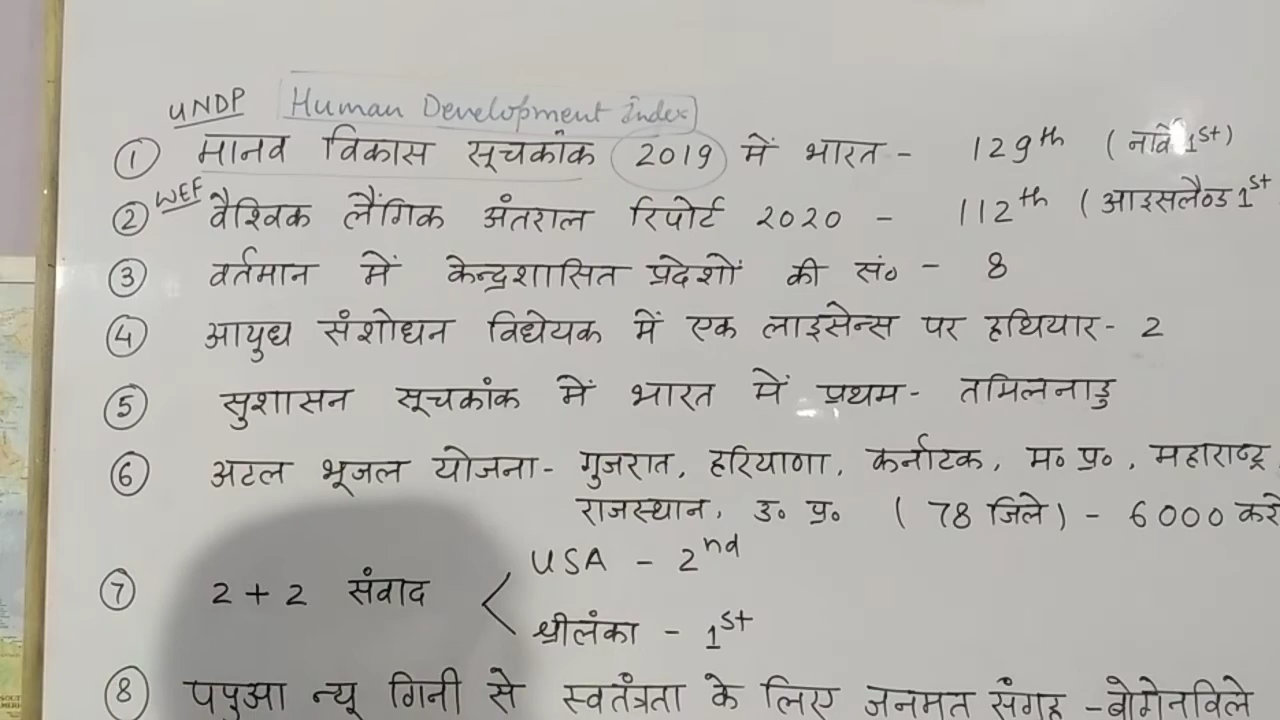 UNDP Human Development index
① मानव विकास सूचकांक 2019 में भारत - 129th (नार्वे 1st)
WEF
② वैश्विक लैंगिक अंतराल रिपोर्ट 2020 - 112th (आइसलैण्ड 1st
③ वर्तमान में केन्द्रशासित प्रदेशों की सं० - 8
④ आयुध संशोधन विधेयक में एक लाइसेन्स पर हथियार - 2
⑤ सुशासन सूचकांक में भारत में प्रथम - तमिलनाडु
⑥ अटल भूजल योजना - गुजरात, हरियाणा, कर्नाटक, म० प्र०, महाराष्ट्र,
राजस्थान, उ० प्र० (78 जिले) - 6000 करो
USA - 2nd
⑦ 2+2 संवाद <
श्रीलंका - 1st
⑧ पपुआ न्यू गिनी से स्वतंत्रता के लिए जनमत संग्रह - बोगेनविले